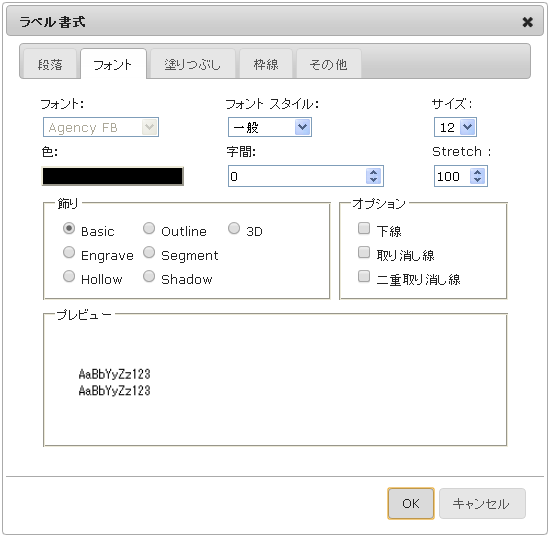 ラベル書式
段落 フォント 塗りつぶし 枠線 その他
フォント: フォント スタイル: サイズ:
Agency FB 一般 12
色: 字間: Stretch :
0 100
飾り オプション
Basic Outline 3D 下線
Engrave Segment 取り消し線
Hollow Shadow 二重取り消し線
プレビュー
AaBbYyZz123
AaBbYyZz123
OK キャンセル